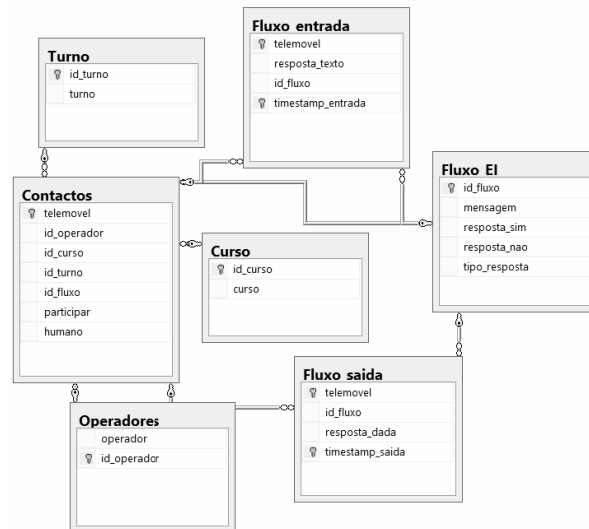 Turno
id_turno
turno
Fluxo entrada
telemovel
resposta_texto
id_fluxo
timestamp_entrada
Fluxo EI
id_fluxo
mensagem
resposta_sim
resposta_nao
tipo_resposta
Contactos
telemovel
id_operador
id_curso
id_turno
id_fluxo
participar
humano
Curso
id_curso
curso
Fluxo saida
telemovel
id_fluxo
resposta_dada
timestamp_saida
Operadores
operador
id_operador